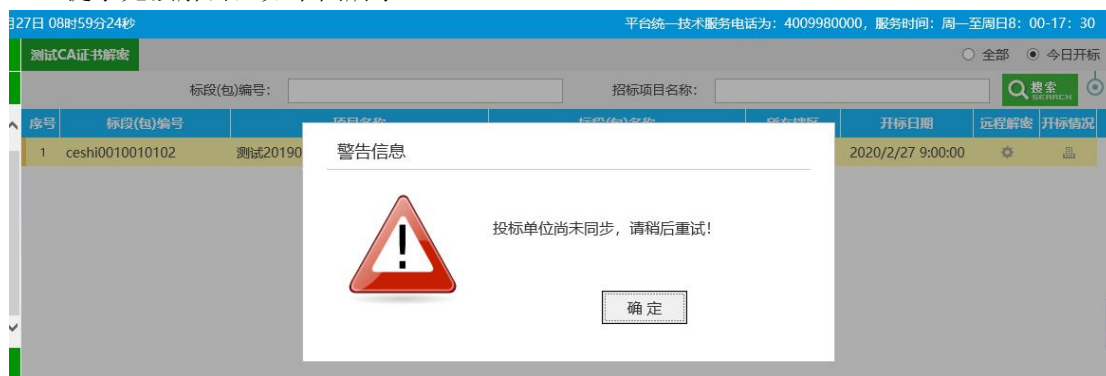 月27日 08时59分24秒 平台统一技术服务电话为：4009980000，服务时间：周一至周日8：00-17：30
测试CA证书解密 全部 今日开标
标段(包)编号： 招标项目名称： 搜索 SEARCH
序号 标段(包)编号 项目名称 标段(包)名称 所在辖区 开标日期 远程解密 开标情况
1 ceshi0010010102 测试20190 2020/2/27 9:00:00
警告信息
投标单位尚未同步，请稍后重试！
确定